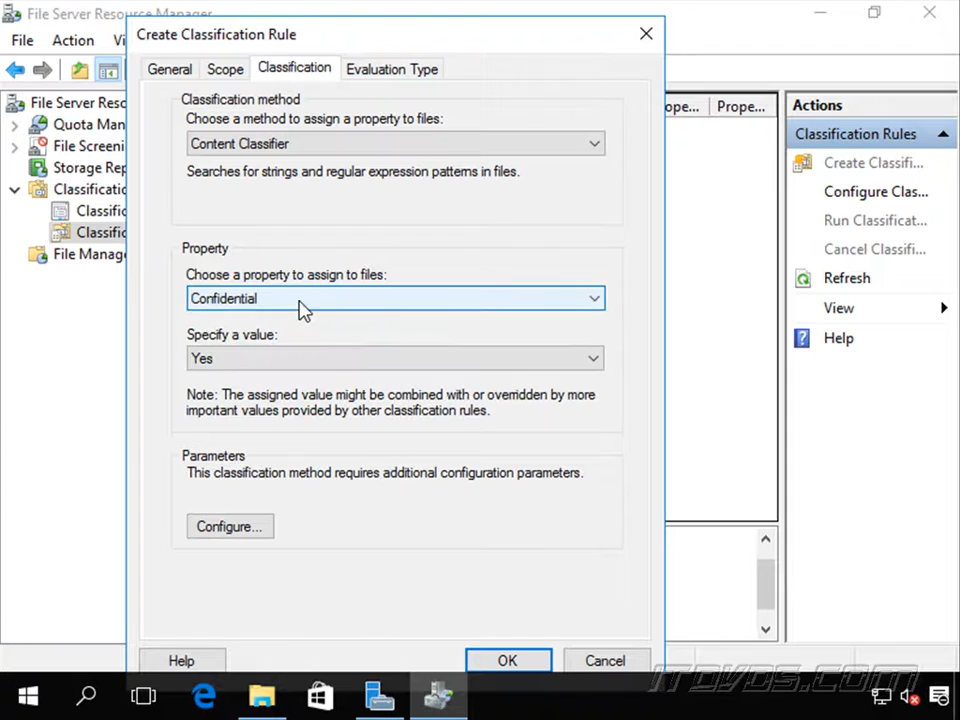 File Server Resource Manager
File Action Vi
Create Classification Rule
General Scope Classification Evaluation Type
File Server Reso
Quota Man
File Screeni
Storage Rep
Classificatio
Classific
Classific
File Manag
Classification method
Choose a method to assign a property to files:
Content Classifier
Searches for strings and regular expression patterns in files.
Property
Choose a property to assign to files:
Confidential
Specify a value:
Yes
Note: The assigned value might be combined with or overridden by more
important values provided by other classification rules.
Parameters
This classification method requires additional configuration parameters.
Configure...
Help OK Cancel
ope... Prope...
Actions
Classification Rules
Create Classifi...
Configure Clas...
Run Classificat...
Cancel Classifi...
Refresh
View
Help
ITDVDS.COM